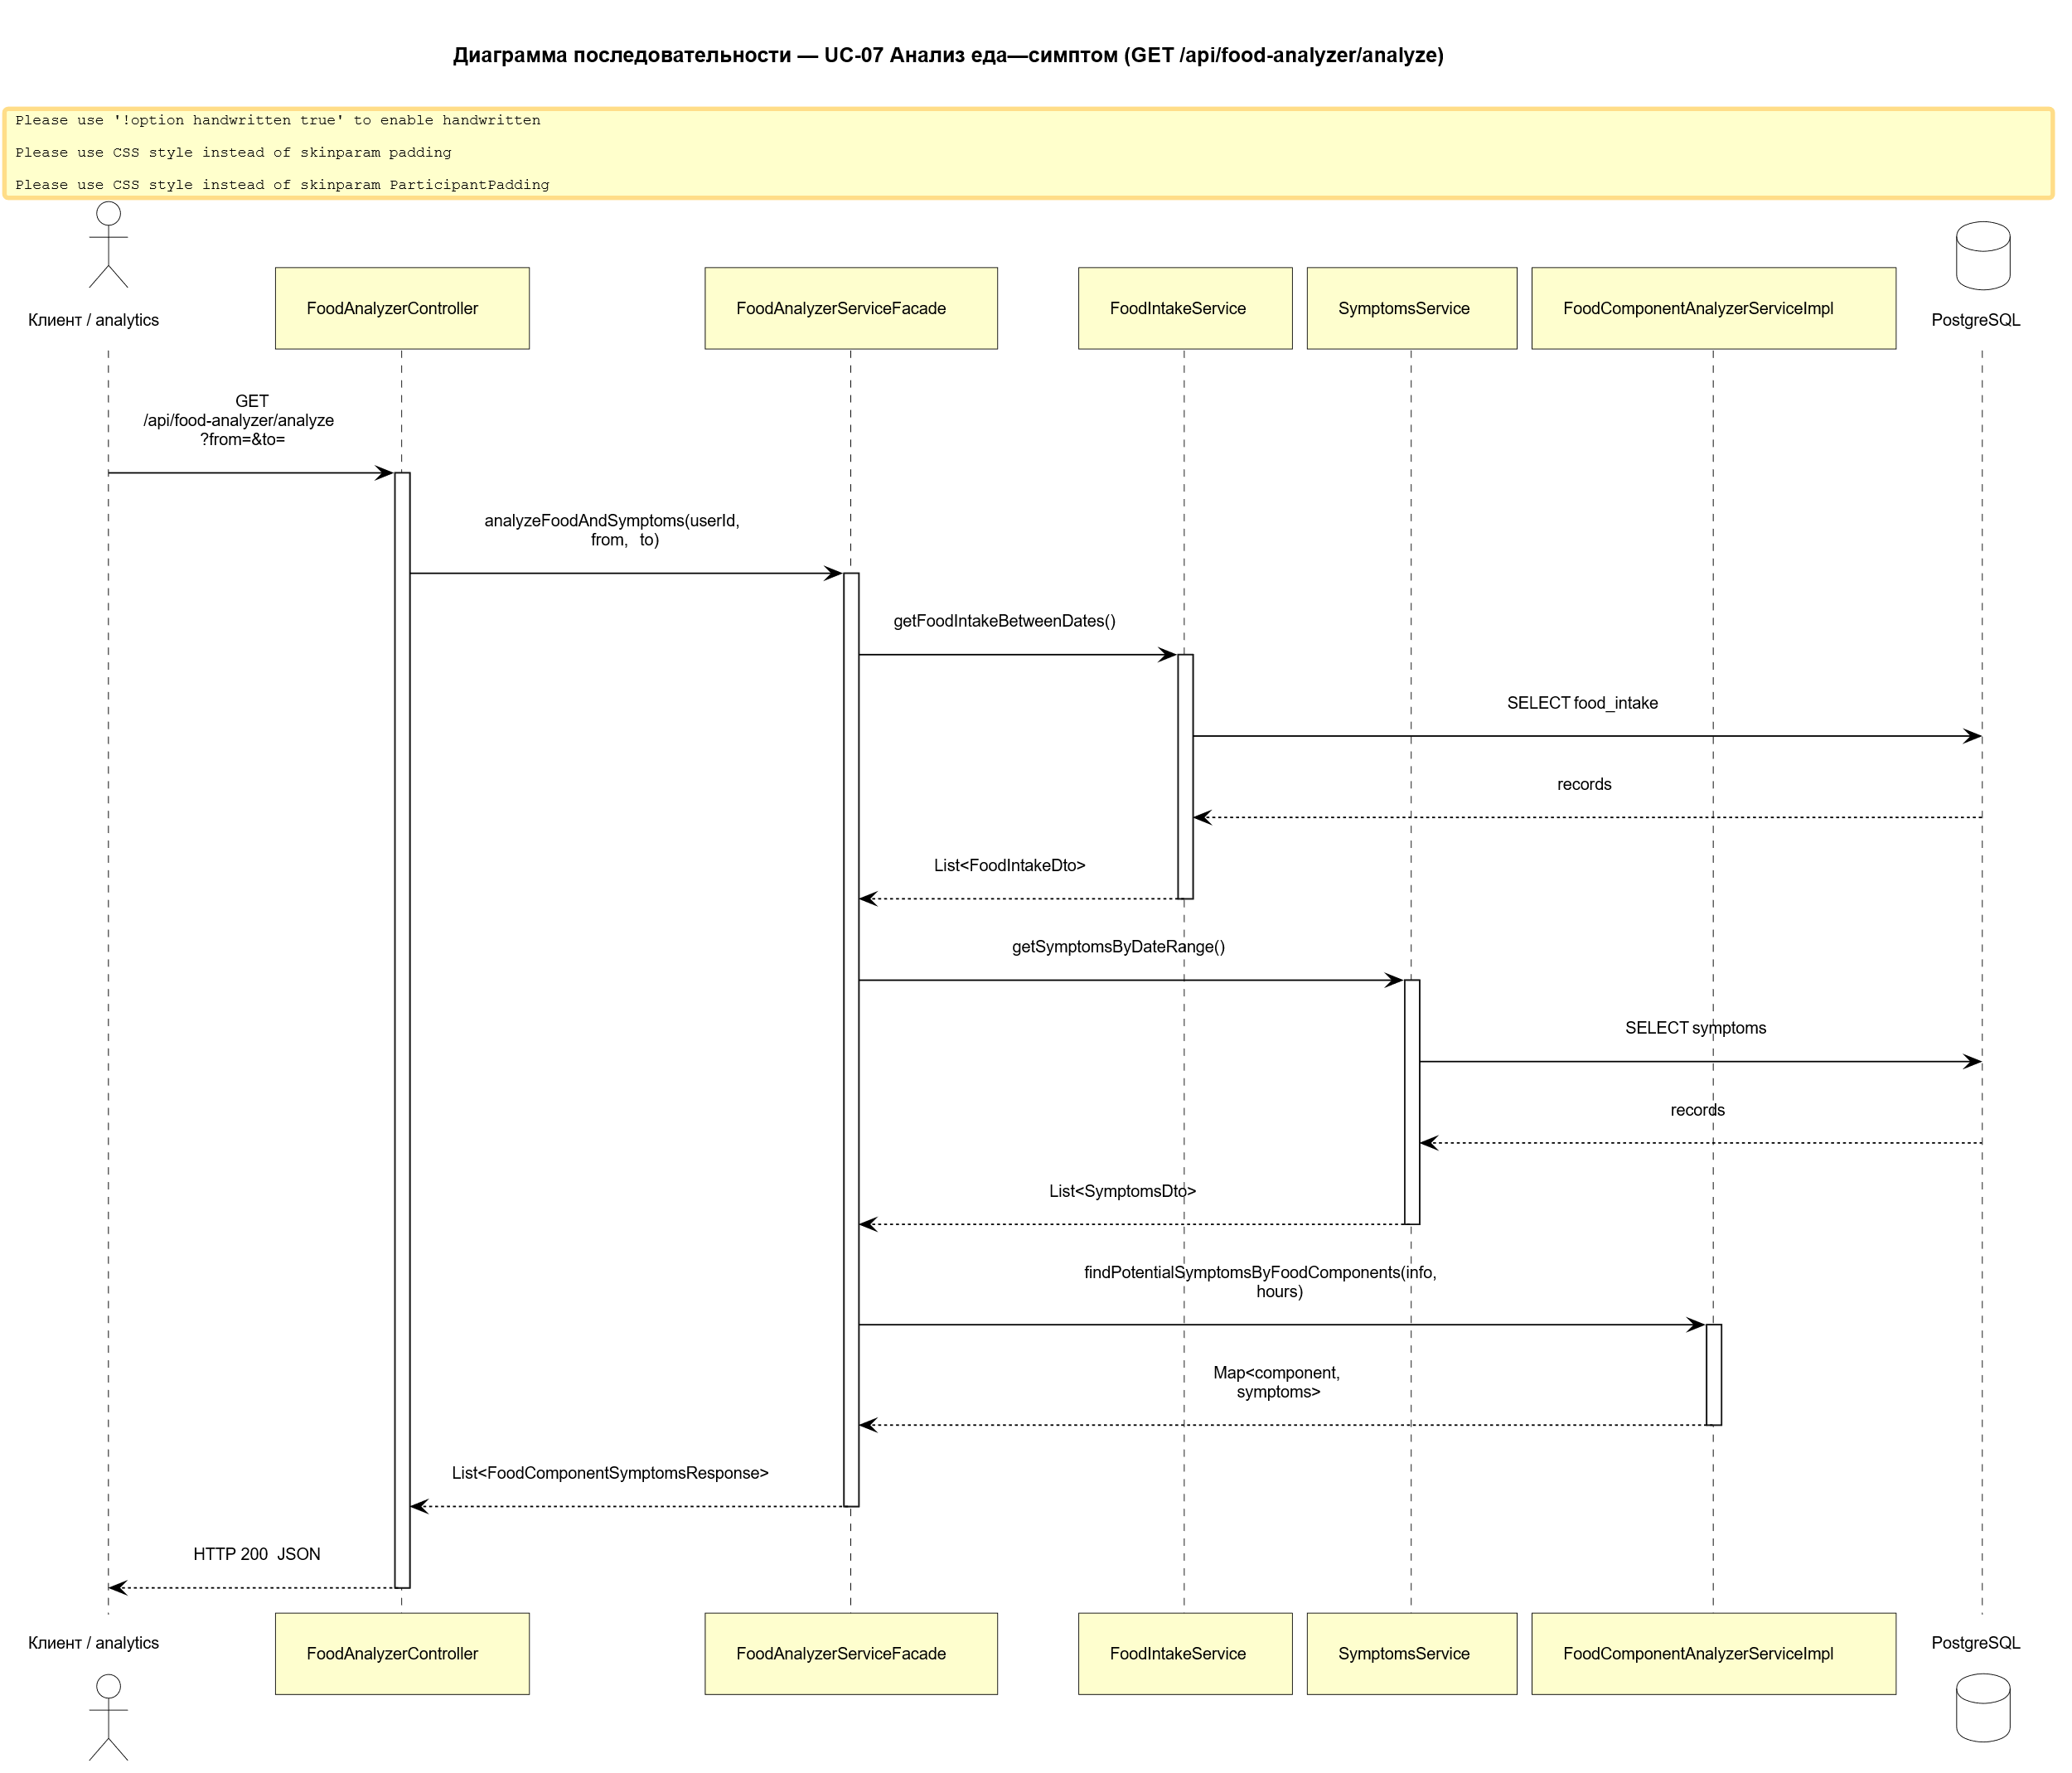 Диаграмма последовательности — UC-07 Анализ еда—симптом (GET /api/food-analyzer/analyze)
Please use '!option handwritten true' to enable handwritten
Please use CSS style instead of skinparam padding
Please use CSS style instead of skinparam ParticipantPadding
Клиент / analytics
FoodAnalyzerController
FoodAnalyzerServiceFacade
FoodIntakeService
SymptomsService
FoodComponentAnalyzerServiceImpl
PostgreSQL
GET
/api/food-analyzer/analyze
?from=&to=
analyzeFoodAndSymptoms(userId,
from, to)
getFoodIntakeBetweenDates()
SELECT food_intake
records
List<FoodIntakeDto>
getSymptomsByDateRange()
SELECT symptoms
records
List<SymptomsDto>
findPotentialSymptomsByFoodComponents(info,
hours)
Map<component,
symptoms>
List<FoodComponentSymptomsResponse>
HTTP 200 JSON
Клиент / analytics
FoodAnalyzerController
FoodAnalyzerServiceFacade
FoodIntakeService
SymptomsService
FoodComponentAnalyzerServiceImpl
PostgreSQL